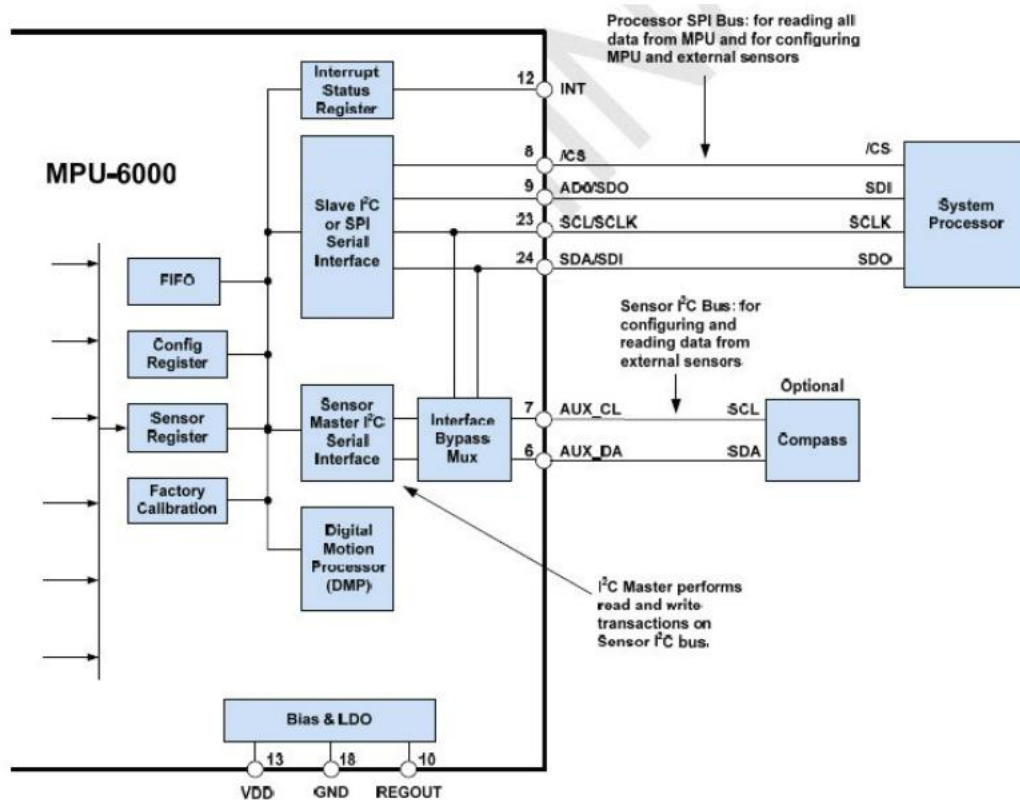 Processor SPI Bus: for reading all
data from MPU and for configuring
MPU and external sensors
Interrupt
Status
Register
12
INT
MPU-6000
Slave I²C
or SPI
Serial
Interface
8
/CS
/CS
9
AD0/SDO
SDI
23
SCL/SCLK
SCLK
24
SDA/SDI
SDO
System
Processor
FIFO
Config
Register
Sensor
Register
Factory
Calibration
Sensor I²C Bus: for
configuring and
reading data from
external sensors
Sensor
Master I²C
Serial
Interface
Interface
Bypass
Mux
7
AUX_CL
SCL
6
AUX_DA
SDA
Optional
Compass
Digital
Motion
Processor
(DMP)
I²C Master performs
read and write
transactions on
Sensor I²C bus.
Bias & LDO
13
18
10
VDD
GND
REGOUT